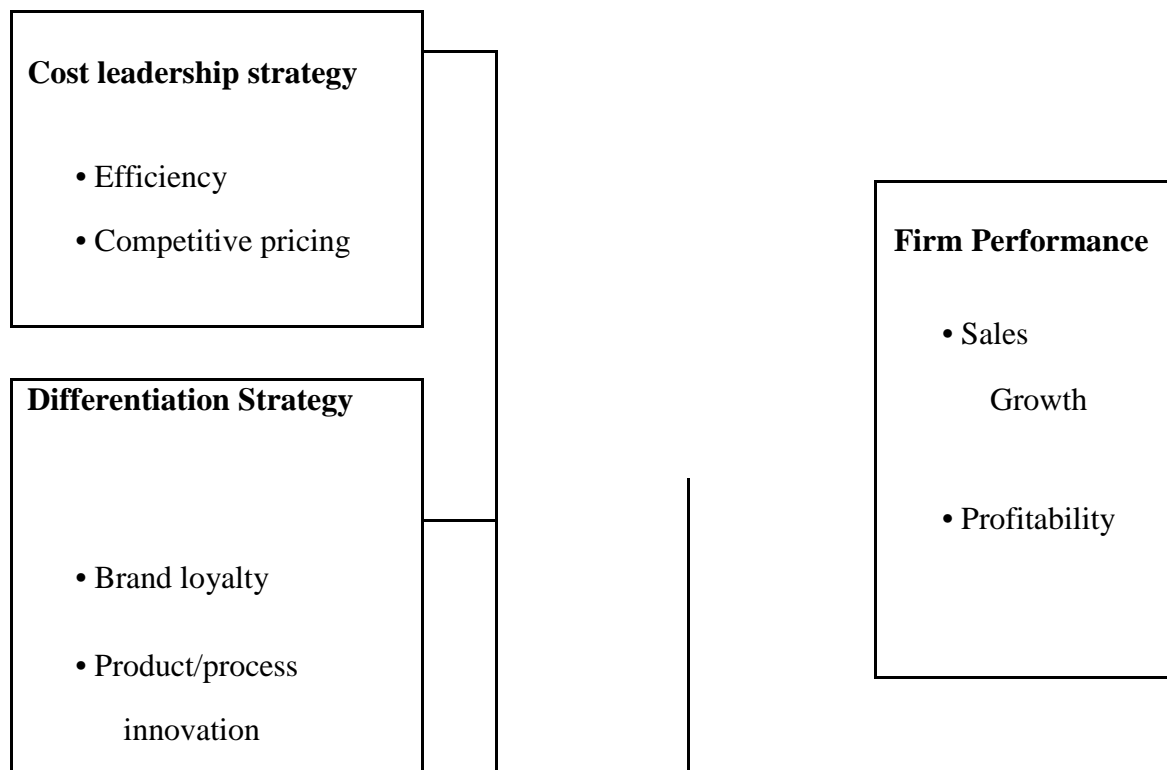 Cost leadership strategy
• Efficiency
• Competitive pricing
Differentiation Strategy
• Brand loyalty
• Product/process
innovation
Firm Performance
• Sales
Growth
• Profitability